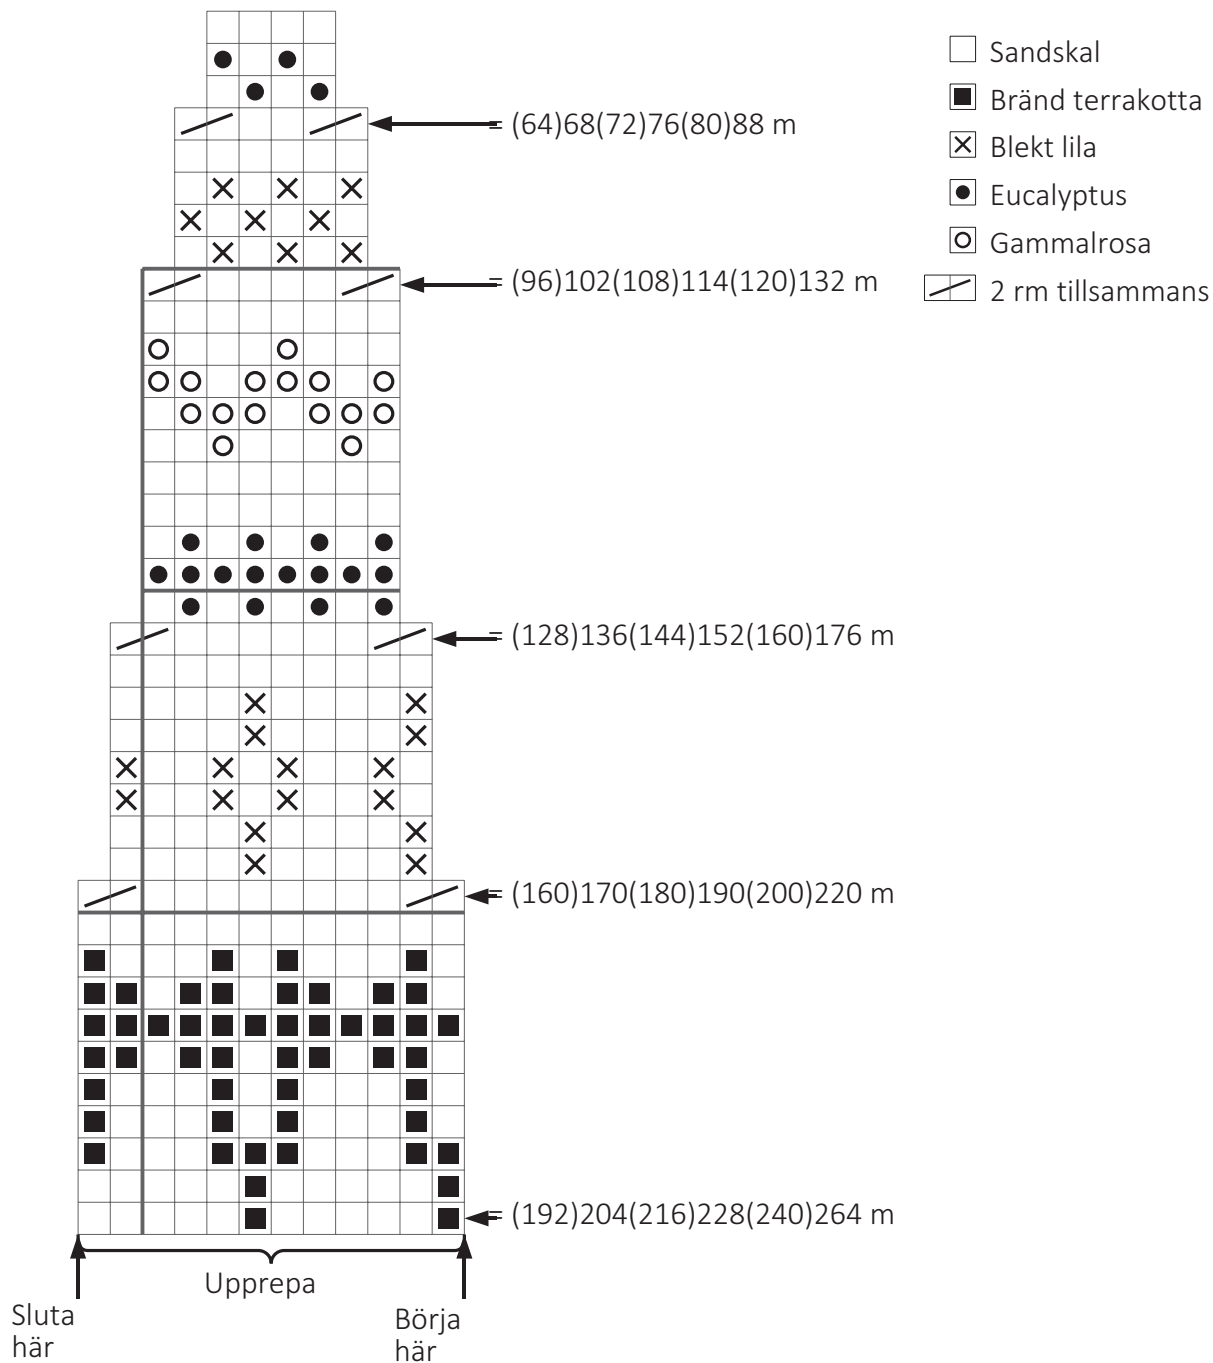 Sandskal
Bränd terrakotta
Blekt lila
Eucalyptus
Gammalrosa
2 rm tillsammans
= (64)68(72)76(80)88 m
= (96)102(108)114(120)132 m
= (128)136(144)152(160)176 m
= (160)170(180)190(200)220 m
= (192)204(216)228(240)264 m
Upprepa
Sluta
här
Börja
här